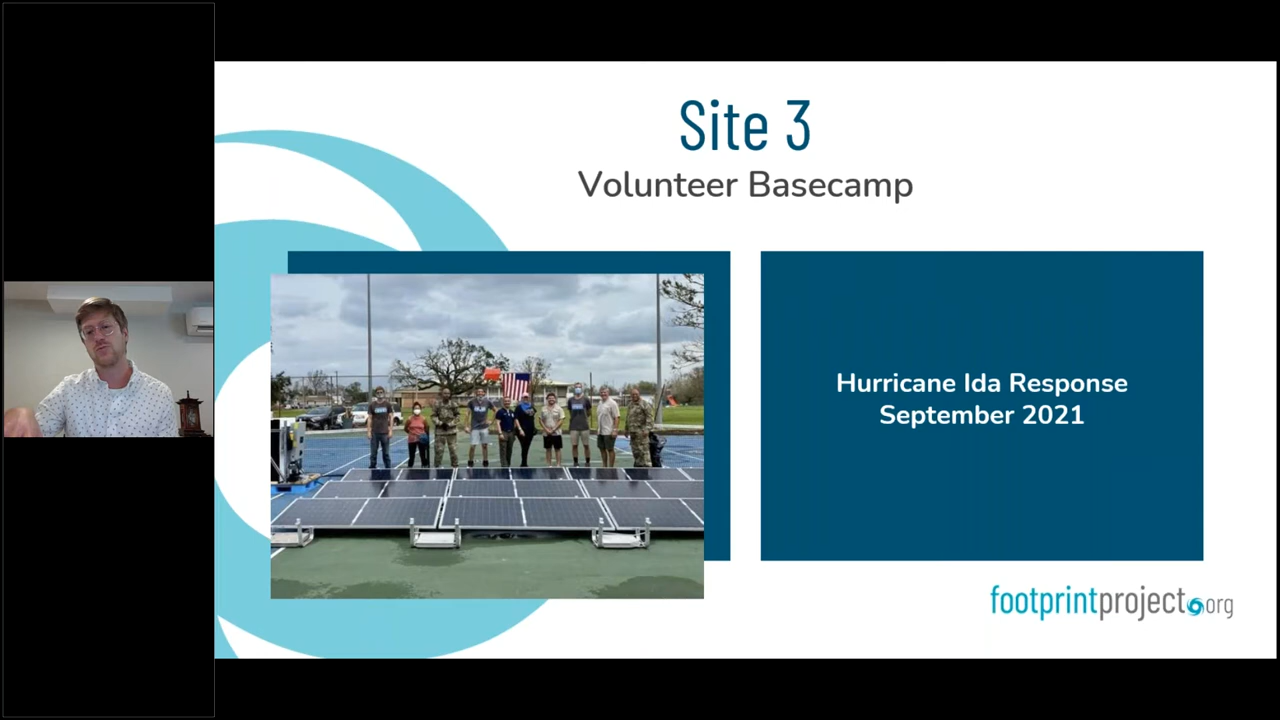 Site 3
Volunteer Basecamp
Hurricane Ida Response
September 2021
footprintproject.org